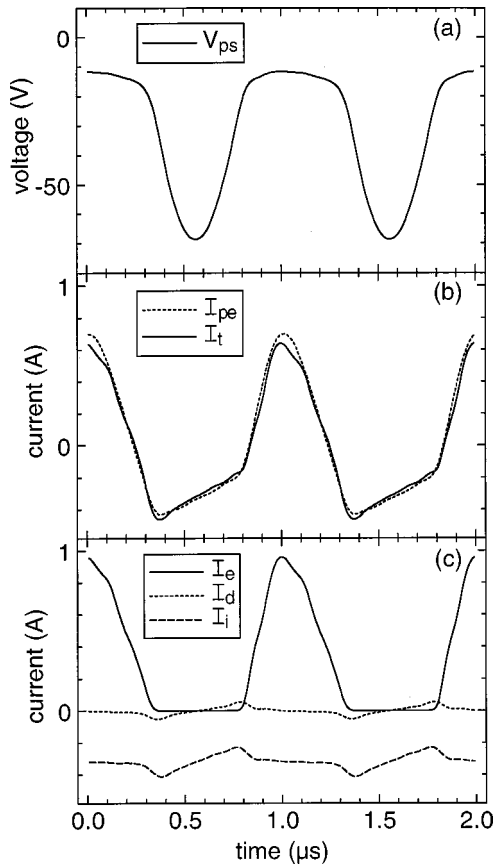 0
-50
voltage (V)
V_ps
(a)
1
0
current (A)
I_pe
I_t
(b)
1
0
current (A)
I_e
I_d
I_i
(c)
0.0 0.5 1.0 1.5 2.0
time (µs)